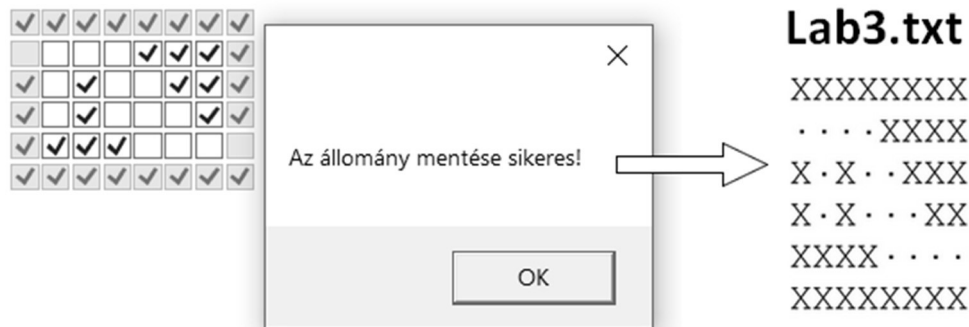 Az állomány mentése sikeres!
OK
Lab3.txt
XXXXXXXX
····XXXX
X·X··XXX
X·X···XX
XXXX····
XXXXXXXX